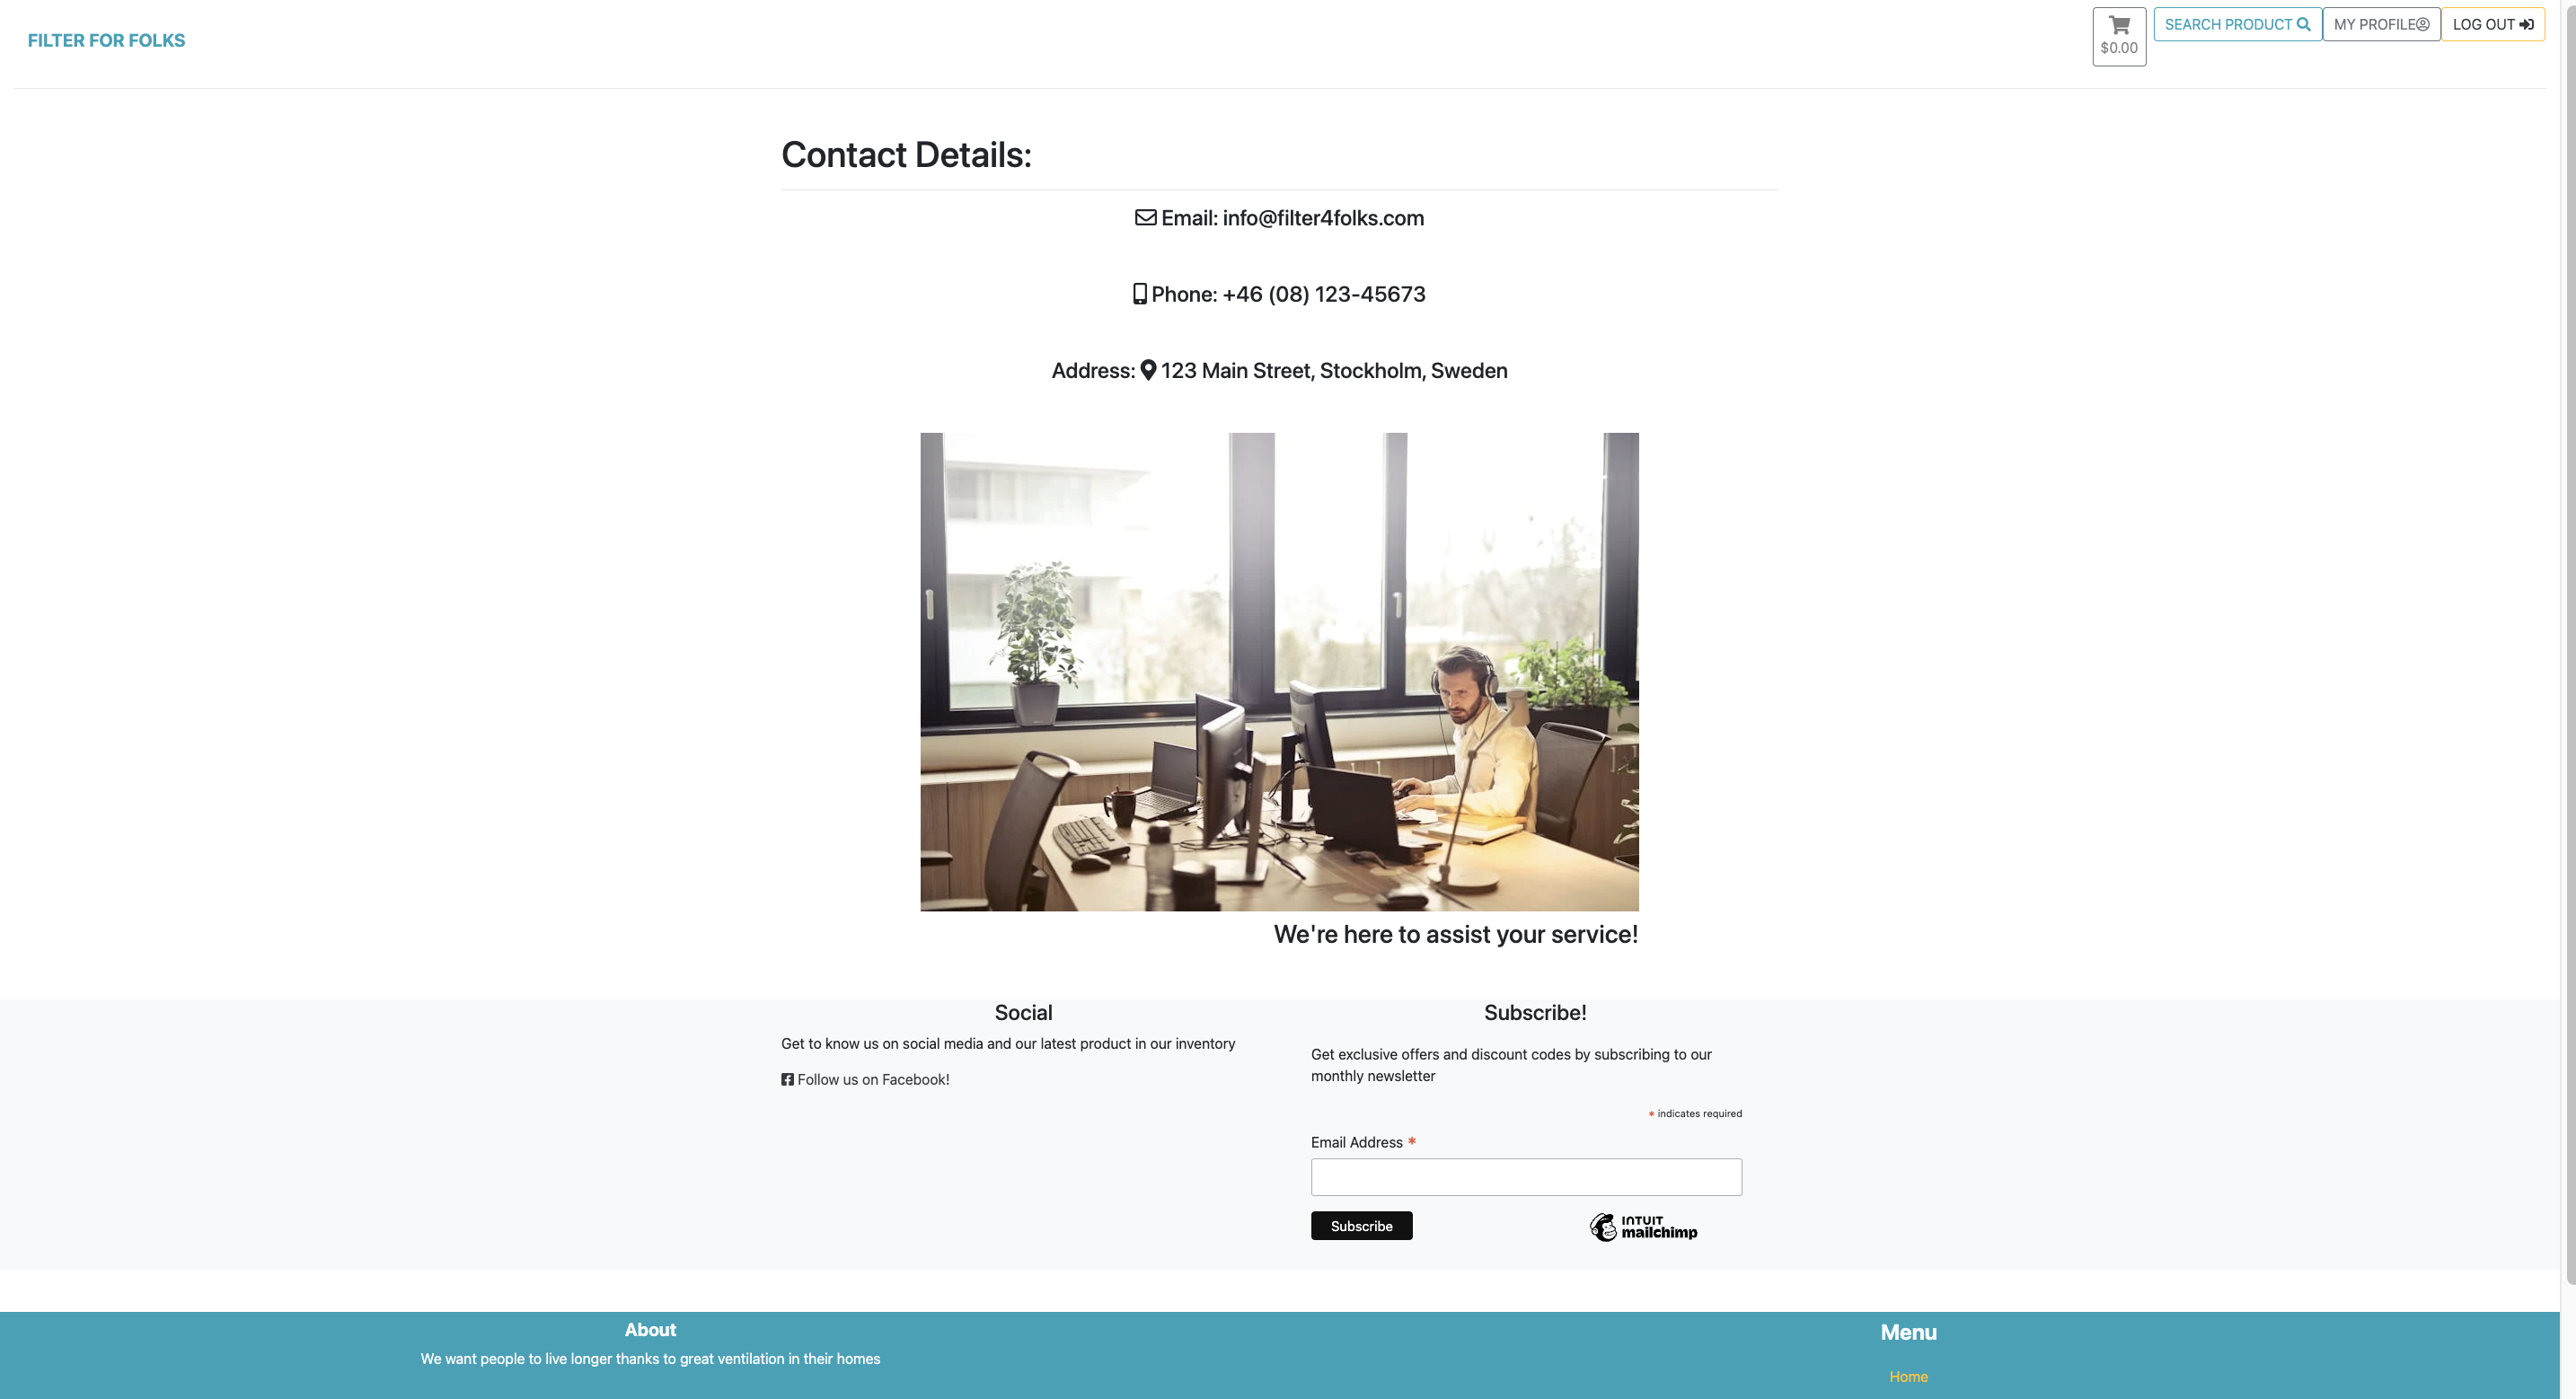 FILTER FOR FOLKS
$0.00
SEARCH PRODUCT
MY PROFILE
LOG OUT
Contact Details:
Email: info@filter4folks.com
Phone: +46 (08) 123-45673
Address: 123 Main Street, Stockholm, Sweden
We're here to assist your service!
Social
Get to know us on social media and our latest product in our inventory
Follow us on Facebook!
Subscribe!
Get exclusive offers and discount codes by subscribing to our
monthly newsletter
* indicates required
Email Address *
Subscribe
INTUIT
mailchimp
About
We want people to live longer thanks to great ventilation in their homes
Menu
Home